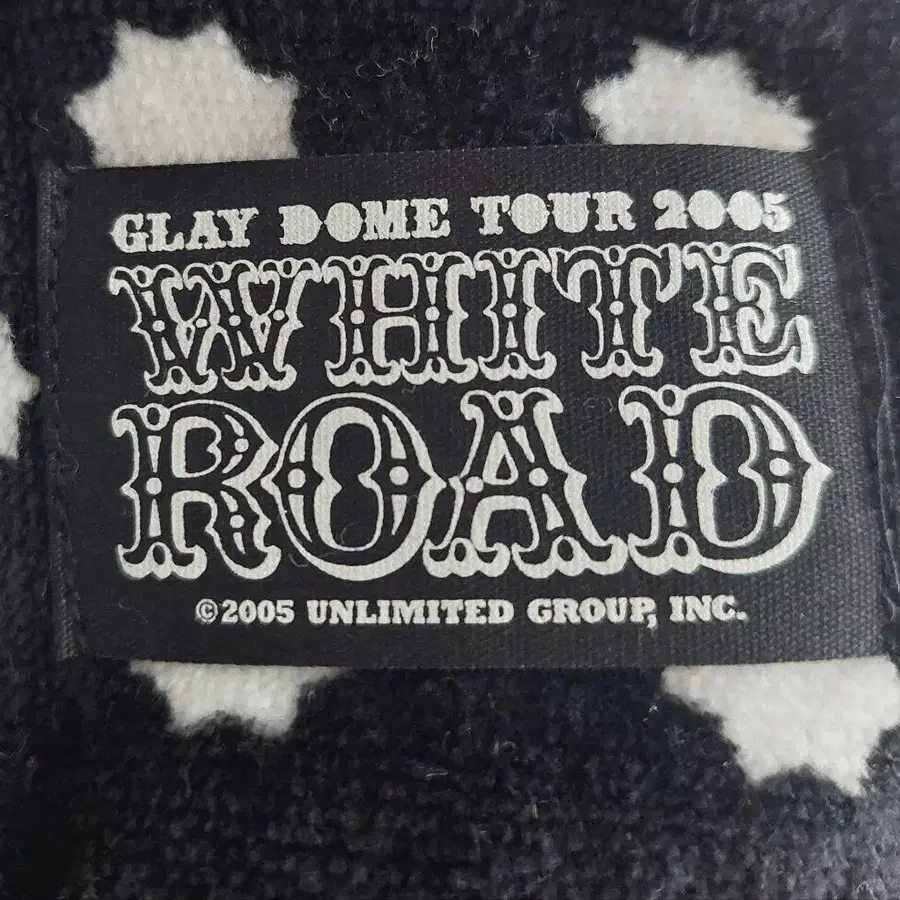 GLAY DOME TOUR 2005
WHITE
ROAD
©2005 UNLIMITED GROUP, INC.